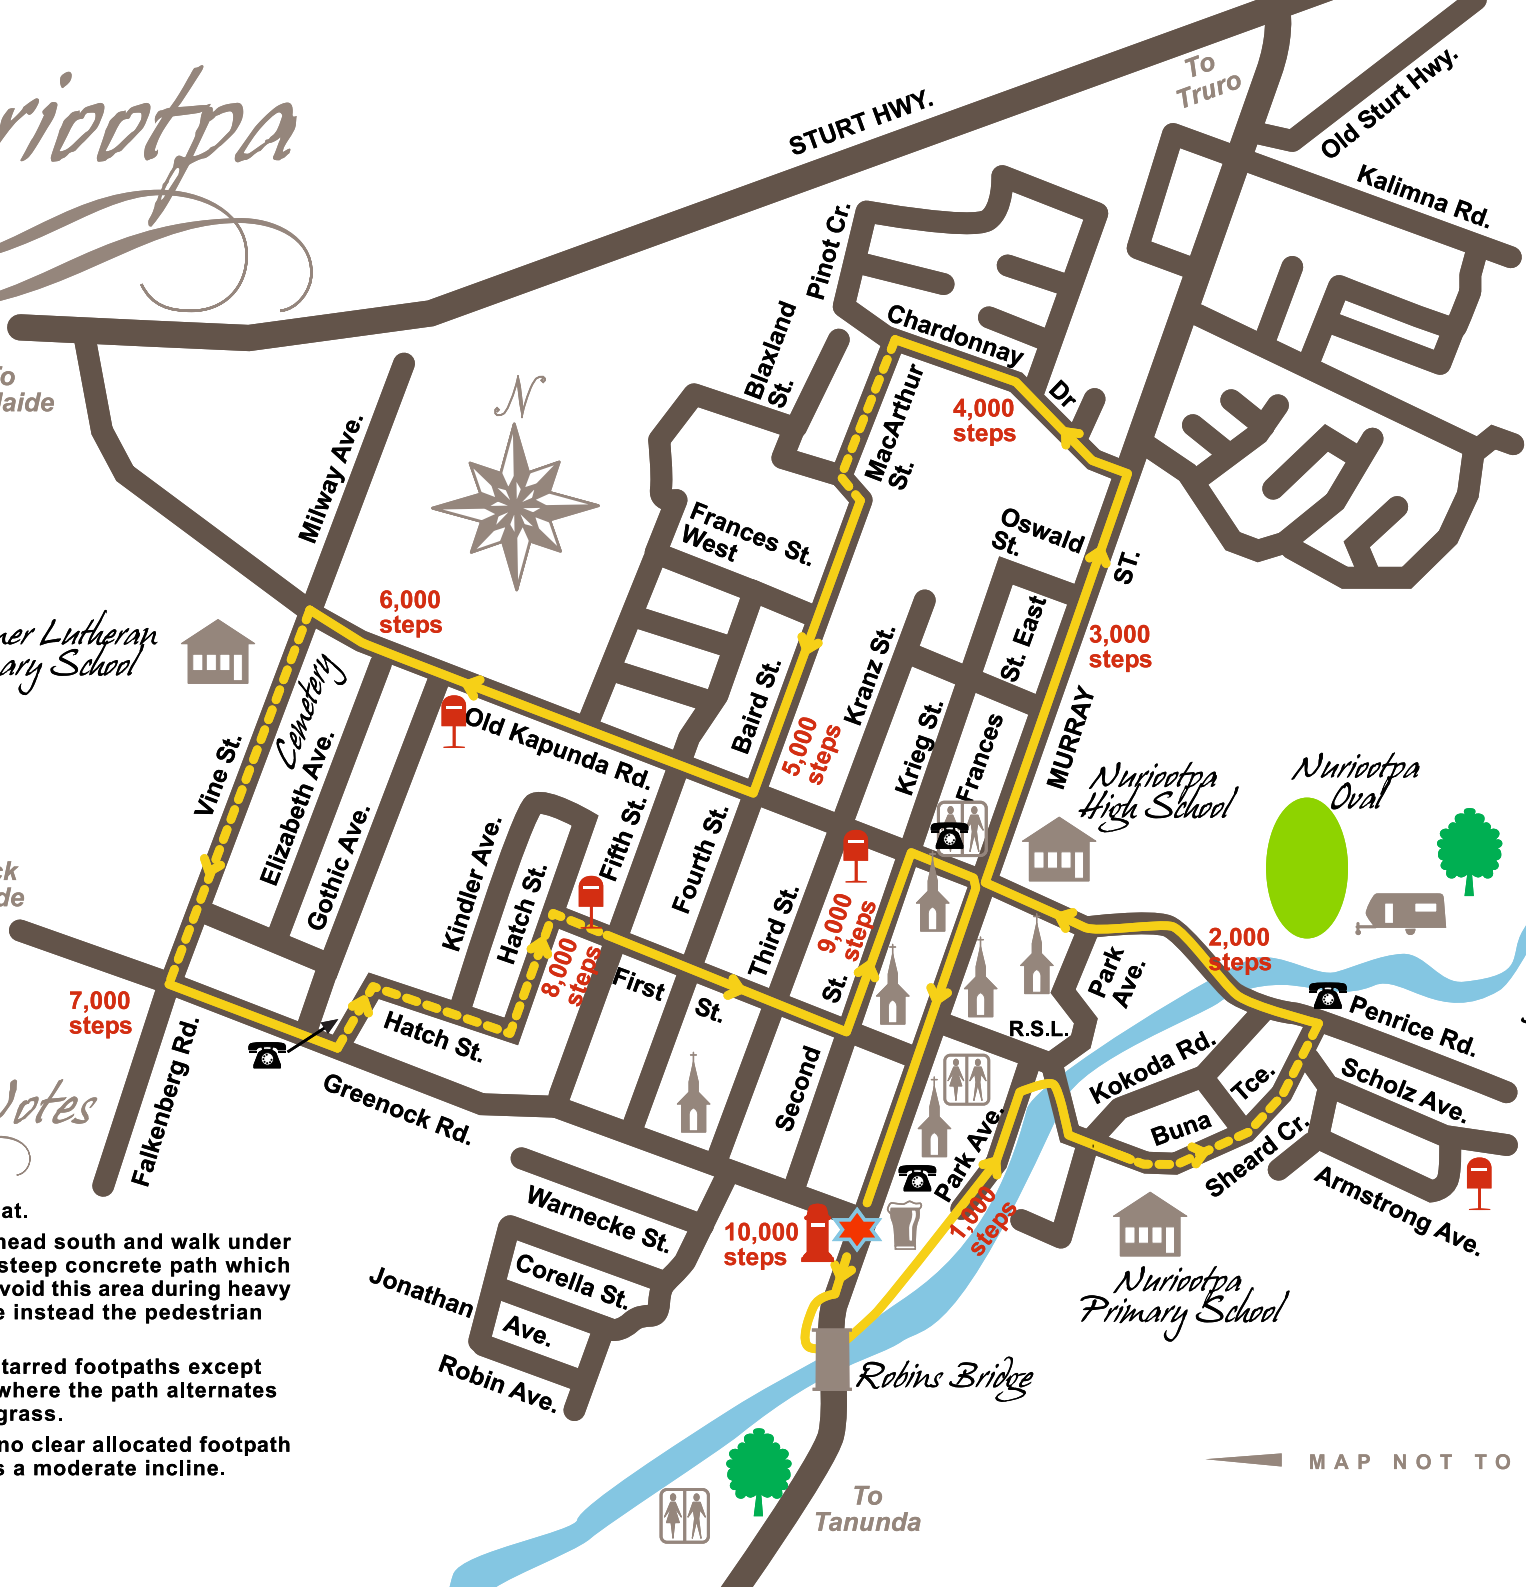 riootpa
N
STURT HWY.
To
Truro
Old Sturt Hwy.
Kalimna Rd.
Pinot Cr.
Chardonnay
Dr
Blaxland
St.
MacArthur
St.
4,000
steps
Milway Ave.
Frances St.
West
Oswald
St.
ST.
6,000
steps
St. East
3,000
steps
Kranz St.
Baird St.
5,000
steps
Krieg St.
Frances
MURRAY
Cemetery
Old Kapunda Rd.
Vine St.
Elizabeth Ave.
Gothic Ave.
Kindler Ave.
Hatch St.
Fifth St.
Fourth St.
Third St.
9,000
steps
St.
Nuriootpa
High School
Nuriootpa
Oval
2,000
steps
Park
Ave.
Penrice Rd.
R.S.L.
8,000
steps
First
St.
7,000
steps
Hatch St.
Greenock Rd.
Falkenberg Rd.
Second
Kokoda Rd.
Tce.
Buna
Scholz Ave.
Sheard Cr.
Armstrong Ave.
Park Ave.
1,000
steps
Warnecke St.
Corella St.
Jonathan
Ave.
Robin Ave.
10,000
steps
Nuriootpa
Primary School
Robins Bridge
To
Tanunda
MAP NOT TO
o
laide
ner Lutheran
ary School
ck
de
Notes
at.
head south and walk under
steep concrete path which
void this area during heavy
e instead the pedestrian
tarred footpaths except
where the path alternates
grass.
no clear allocated footpath
s a moderate incline.